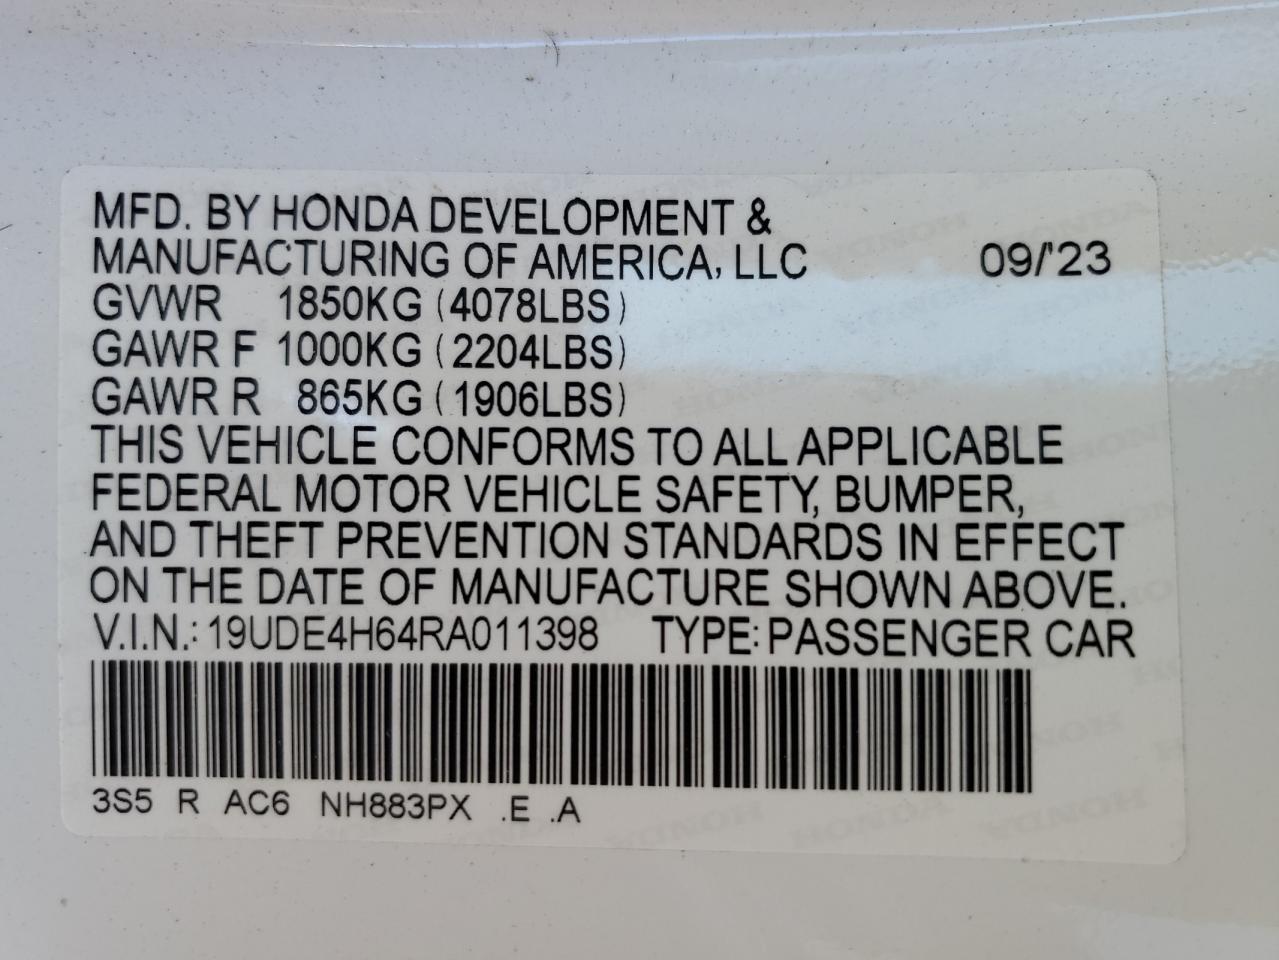 MFD. BY HONDA DEVELOPMENT &
MANUFACTURING OF AMERICA, LLC 09/'23
GVWR 1850KG (4078LBS)
GAWR F 1000KG (2204LBS)
GAWR R 865KG (1906LBS)
THIS VEHICLE CONFORMS TO ALL APPLICABLE
FEDERAL MOTOR VEHICLE SAFETY, BUMPER,
AND THEFT PREVENTION STANDARDS IN EFFECT
ON THE DATE OF MANUFACTURE SHOWN ABOVE.
V.I.N.: 19UDE4H64RA011398 TYPE: PASSENGER CAR
3S5 R AC6 NH883PX .E .A